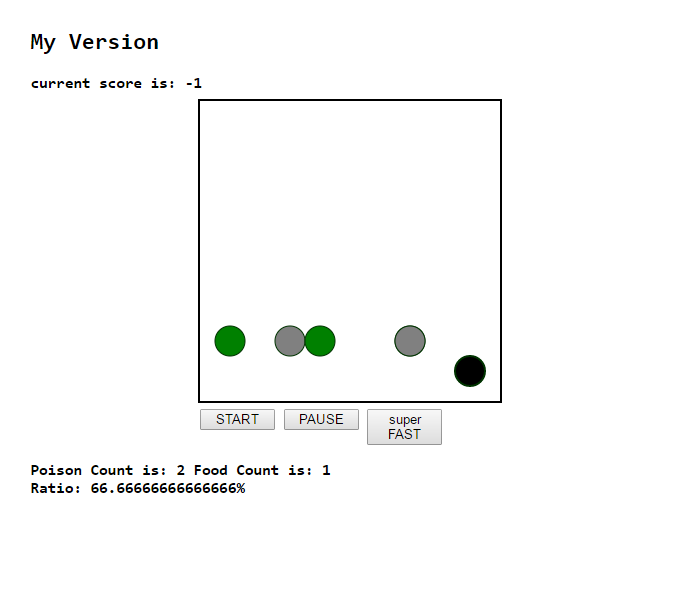 My Version
current score is: -1
START
PAUSE
super
FAST
Poison Count is: 2 Food Count is: 1
Ratio: 66.66666666666666%